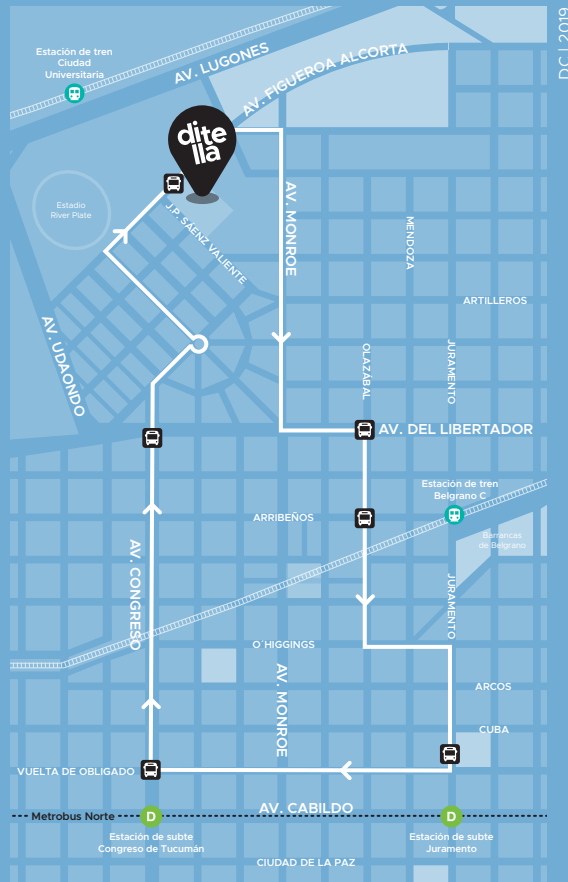 DC | 2019
Estación de tren
Ciudad
Universitaria
AV. LUGONES
AV. FIGUEROA ALCORTA
dite
lla
Estadio
River Plate
J.P. SÁENZ VALIENTE
AV. MONROE
MENDOZA
ARTILLEROS
AV. UDAONDO
OLAZÁBAL
JURAMENTO
AV. DEL LIBERTADOR
Estación de tren
Belgrano C
ARRIBEÑOS
Barrancas
de Belgrano
AV. CONGRESO
JURAMENTO
O´HIGGINGS
AV. MONROE
ARCOS
CUBA
VUELTA DE OBLIGADO
AV. CABILDO
Metrobus Norte
D
D
Estación de subte
Congreso de Tucumán
Estación de subte
Juramento
CIUDAD DE LA PAZ